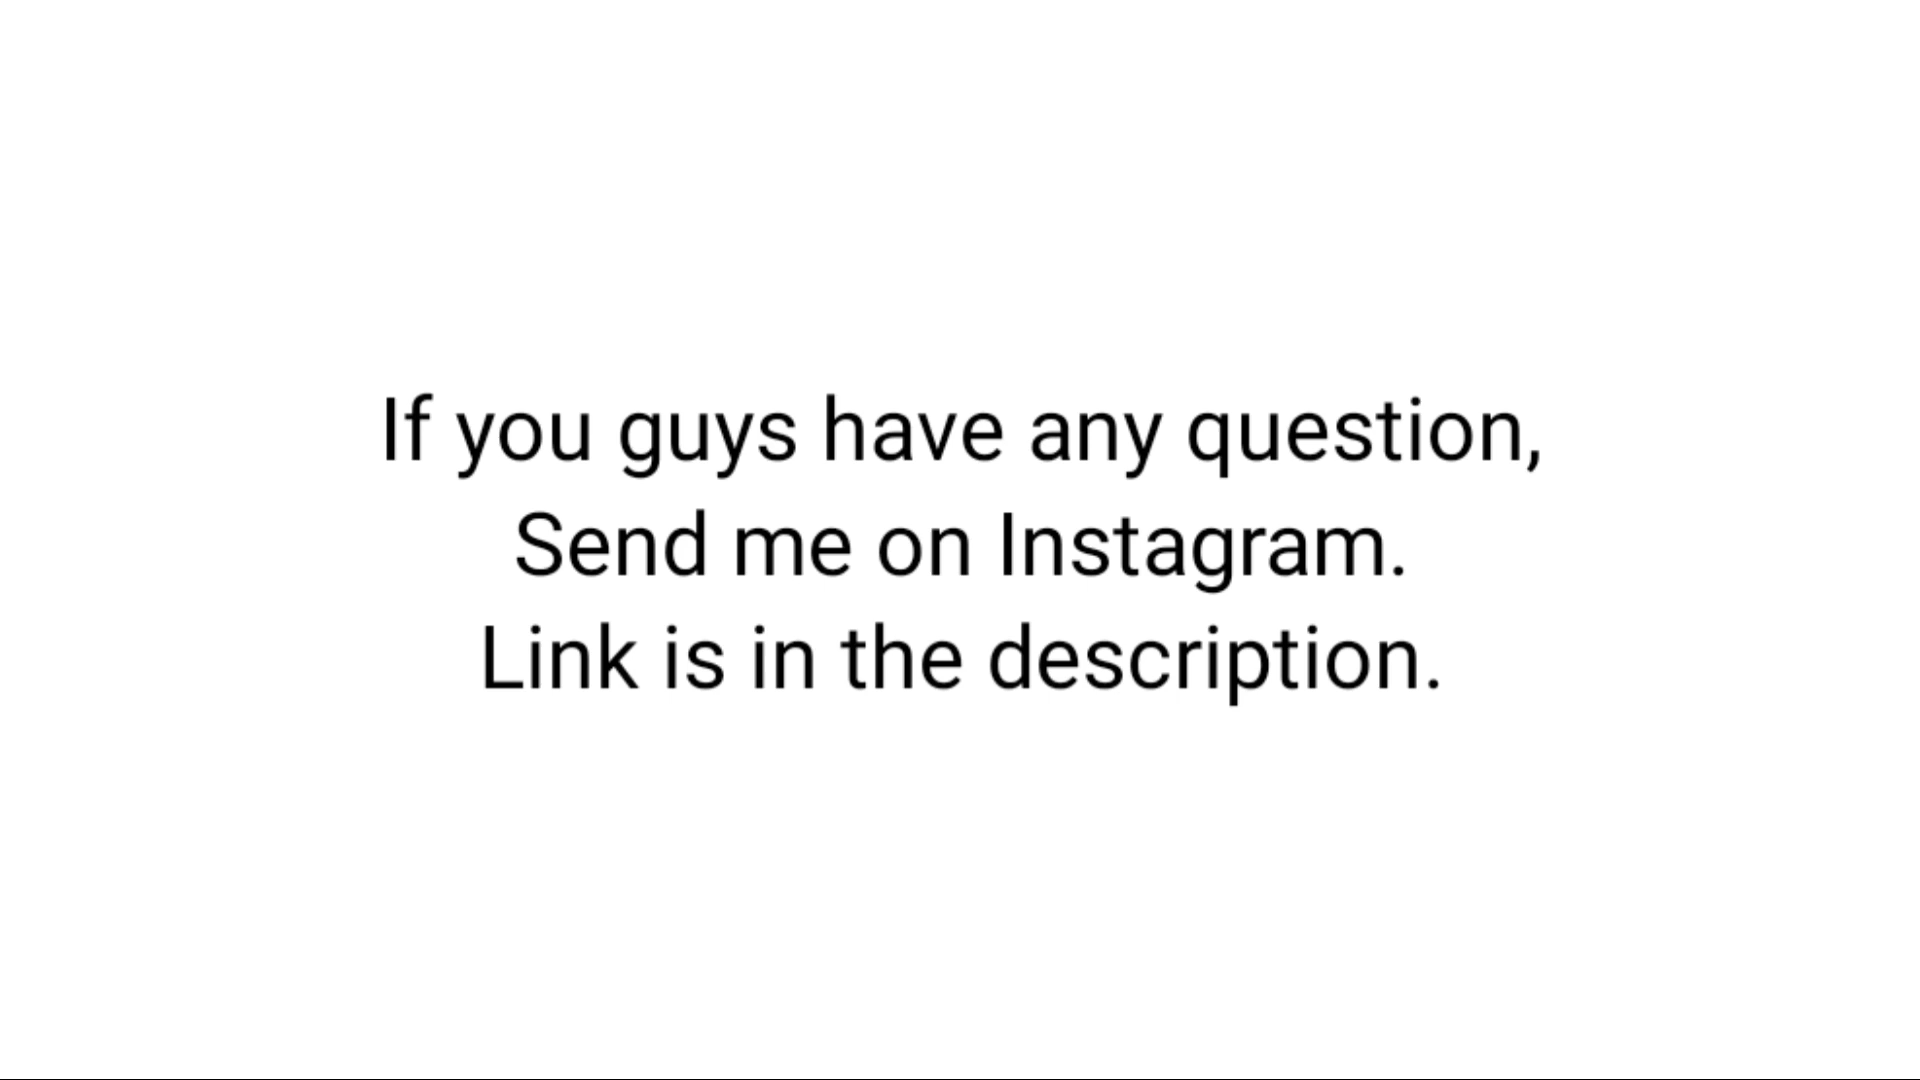 If you guys have any question,
Send me on Instagram.
Link is in the description.